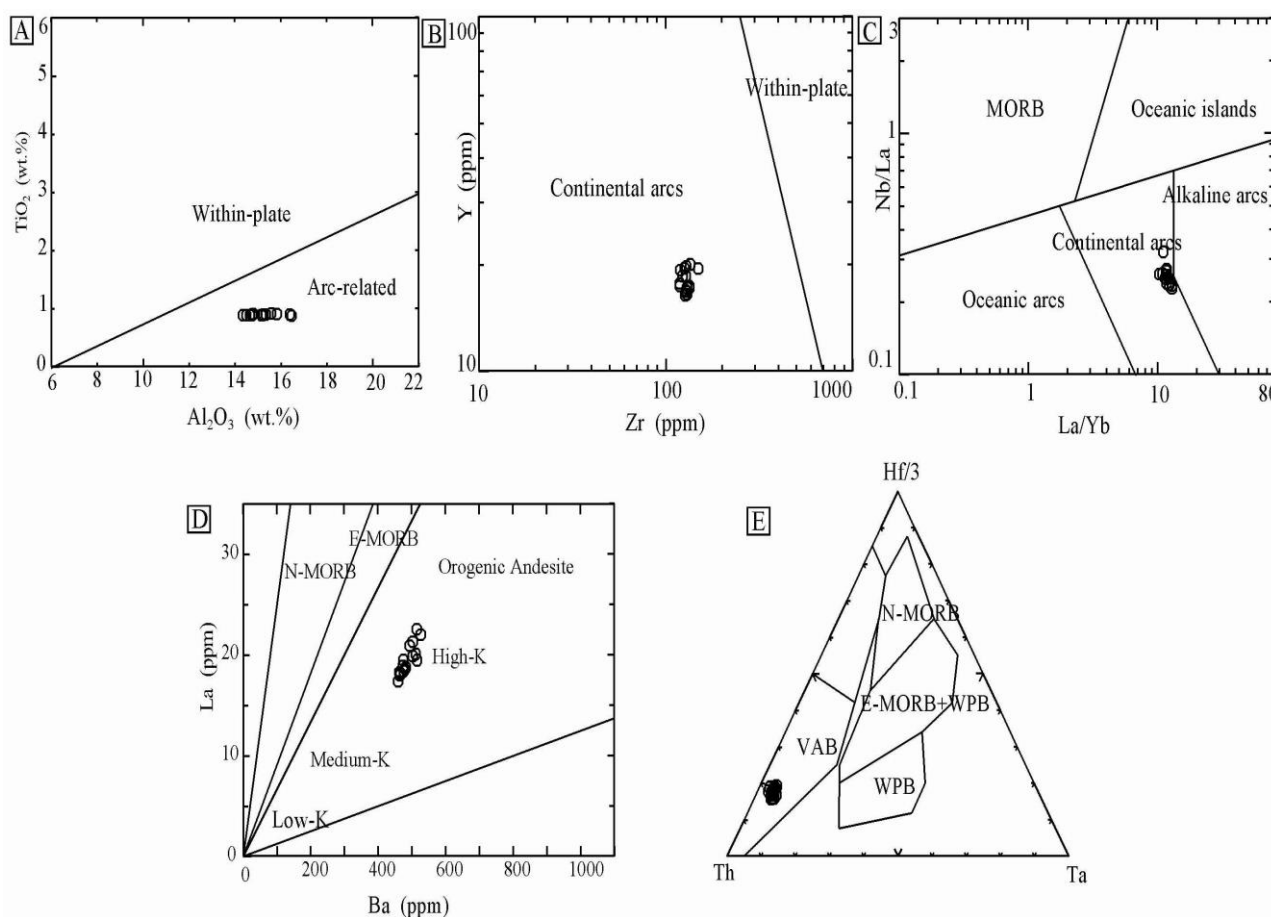 A
6
5
4
3
2
1
0
TiO₂ (wt.%)
Within-plate
Arc-related
6
8
10
12
14
16
18
20
22
Al₂O₃ (wt.%)
B
100
10
Y (ppm)
Within-plate
Continental arcs
10
100
1000
Zr (ppm)
C
3
1
0.1
Nb/La
MORB
Oceanic islands
Alkaline arcs
Continental arcs
Oceanic arcs
0.1
1
10
80
La/Yb
D
30
20
10
0
La (ppm)
N-MORB
E-MORB
Orogenic Andesite
High-K
Medium-K
Low-K
0
200
400
600
800
1000
Ba (ppm)
E
Hf/3
N-MORB
E-MORB+WPB
VAB
WPB
Th
Ta